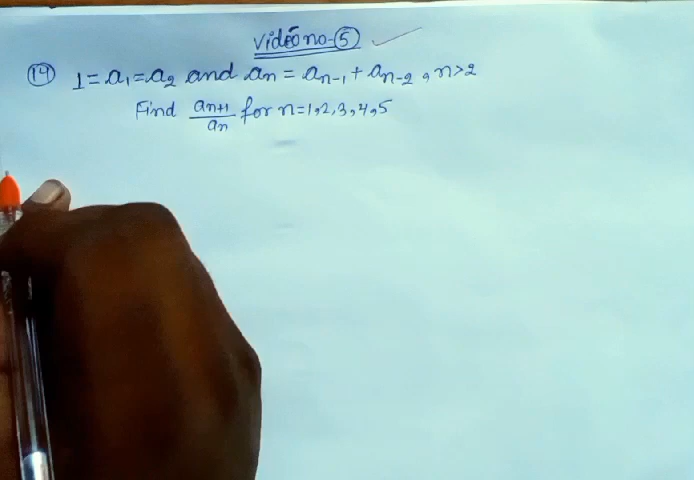 Video no-5
14 1=a₁=a₂ and aₙ = aₙ₋₁ + aₙ₋₂, n>2
Find aₙ₊₁/aₙ for n=1,2,3,4,5